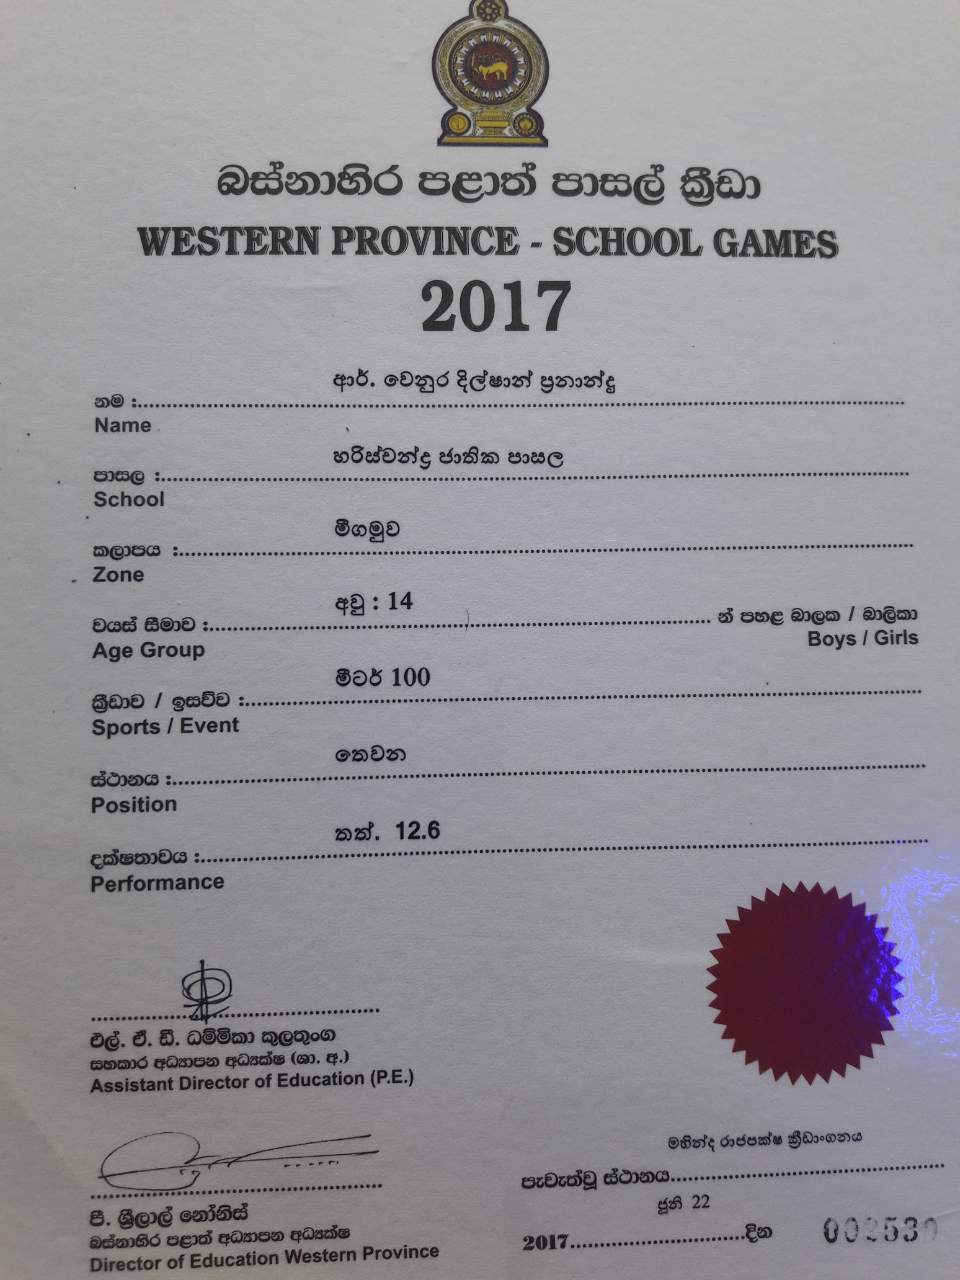 බස්නාහිර පළාත් පාසල් ක්‍රීඩා
WESTERN PROVINCE - SCHOOL GAMES
2017
ආර්. වෙනුර දිල්ෂාන් ප්‍රනාන්දු
නම :
Name
හරිස්චන්ද්‍ර ජාතික පාසල
පාසල :
School
මීගමුව
කලාපය :
Zone
අවු : 14
වයස් සීමාව : න් පහළ බාලක / බාලිකා
Age Group Boys / Girls
මීටර් 100
ක්‍රීඩාව / ඉසව්ව :
Sports / Event
තෙවන
ස්ථානය :
Position
තත්. 12.6
දක්ෂතාවය :
Performance
එල්. ඒ. ඩී. ධම්මිකා කුලතුංග
සහකාර අධ්‍යාපන අධ්‍යක්ෂ (ශා. අ.)
Assistant Director of Education (P.E.)
පී. ශ්‍රීලාල් නෝනිස්
බස්නාහිර පළාත් අධ්‍යාපන අධ්‍යක්ෂ
Director of Education Western Province
මහින්ද රාජපක්ෂ ක්‍රීඩාංගනය
පැවැත්වූ ස්ථානය
ජූනි 22
2017 දින